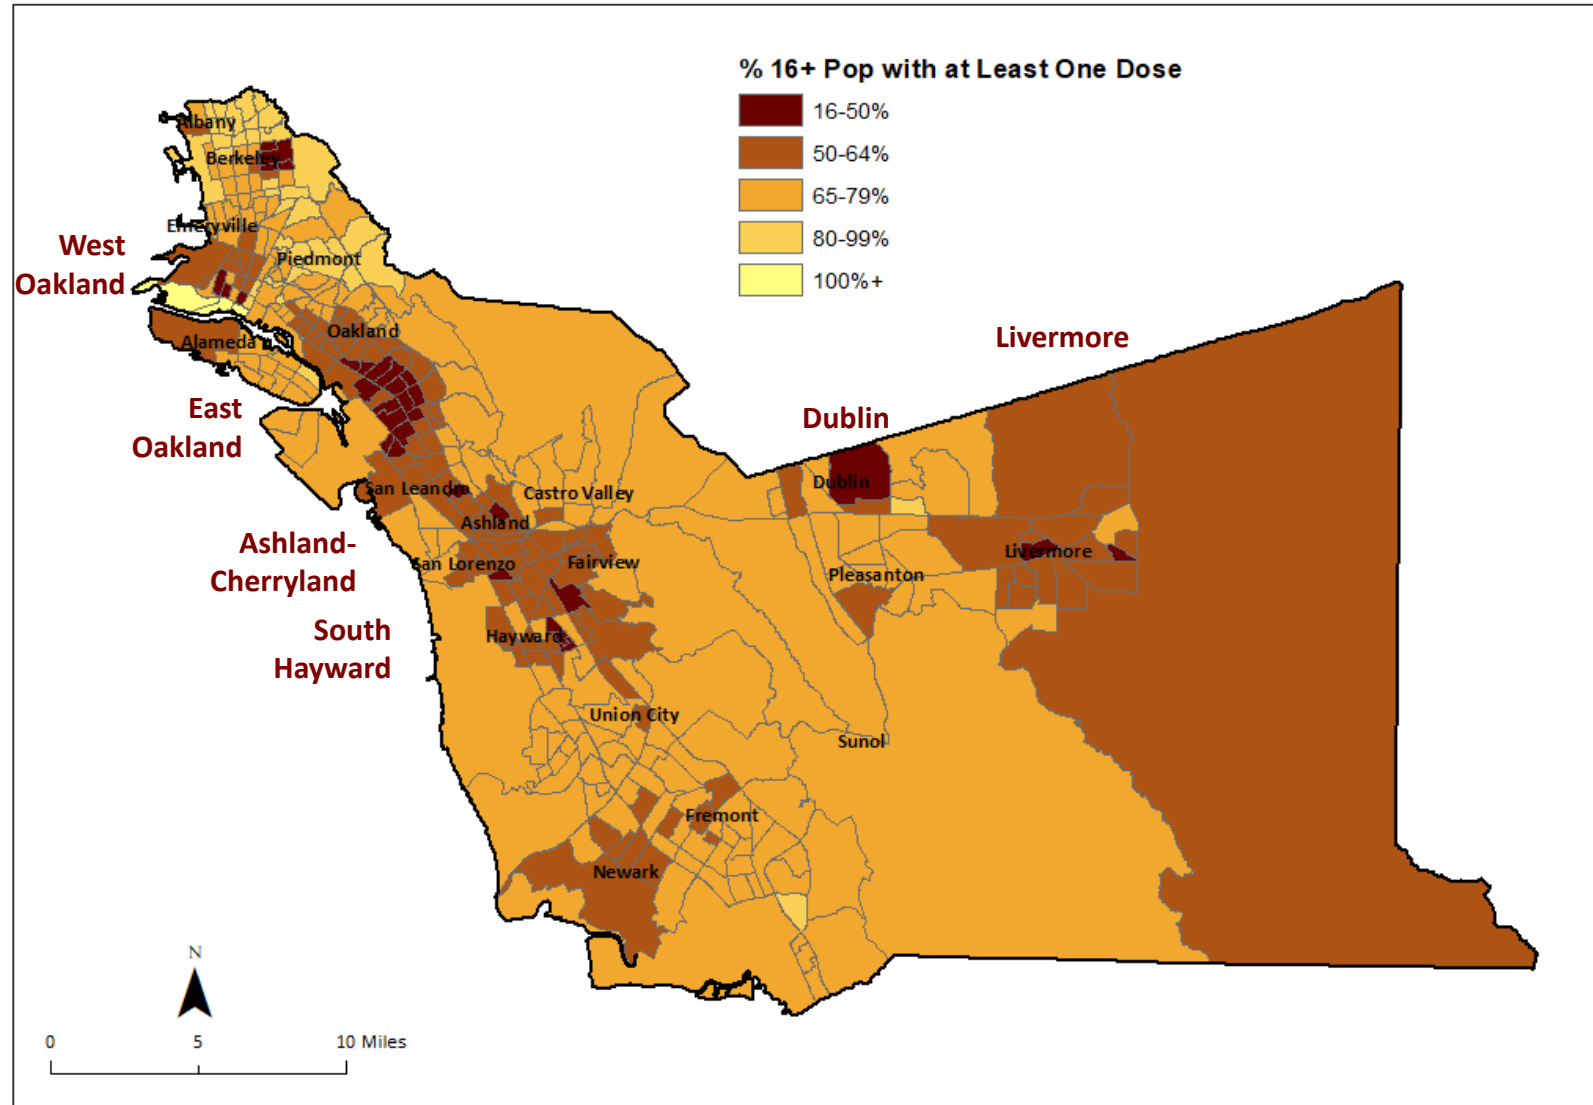 % 16+ Pop with at Least One Dose
16-50%
50-64%
65-79%
80-99%
100%+
Albany
Berkeley
Emeryville
West
Oakland
Piedmont
Oakland
Alameda
Livermore
East
Oakland
Dublin
Dublin
San Leandro
Castro Valley
Ashland
Ashland-
Cherryland
San Lorenzo
Fairview
Livermore
Pleasanton
South
Hayward
Hayward
Union City
Sunol
Fremont
Newark
N
0
5
10 Miles